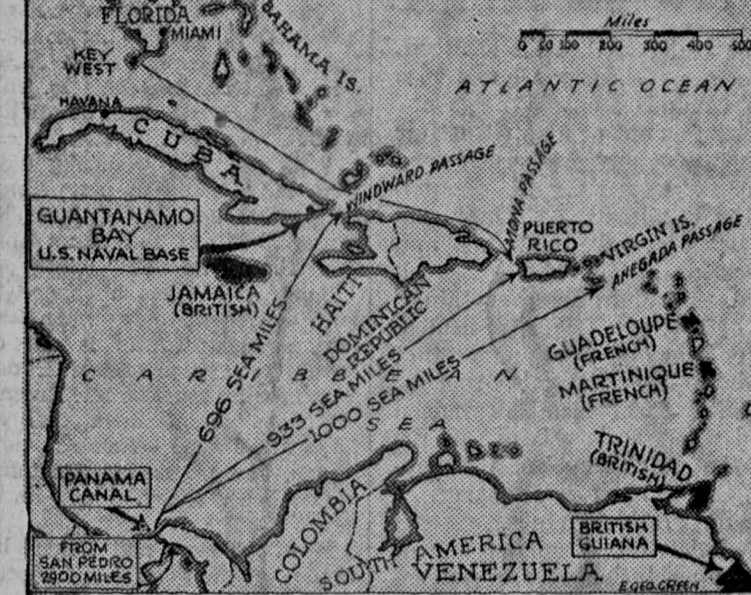 FLORIDA
MIAMI
KEY
WEST
BAHAMA IS.
Miles
0 50 100 200 300 400 500
ATLANTIC OCEAN
HAVANA
CUBA
WINDWARD PASSAGE
MONA PASSAGE
GUANTANAMO
BAY
U.S. NAVAL BASE
PUERTO
RICO
VIRGIN IS.
ANEGADA PASSAGE
JAMAICA
(BRITISH)
HAITI
DOMINICAN
REPUBLIC
GUADELOUPE
(FRENCH)
MARTINIQUE
(FRENCH)
CARIBBEAN
SEA
696 SEA MILES
933 SEA MILES
1000 SEA MILES
TRINIDAD
(BRITISH)
PANAMA
CANAL
FROM
SAN PEDRO
2900 MILES
COLOMBIA
SOUTH AMERICA
VENEZUELA
BRITISH
GUIANA
E.GEO.GREEN